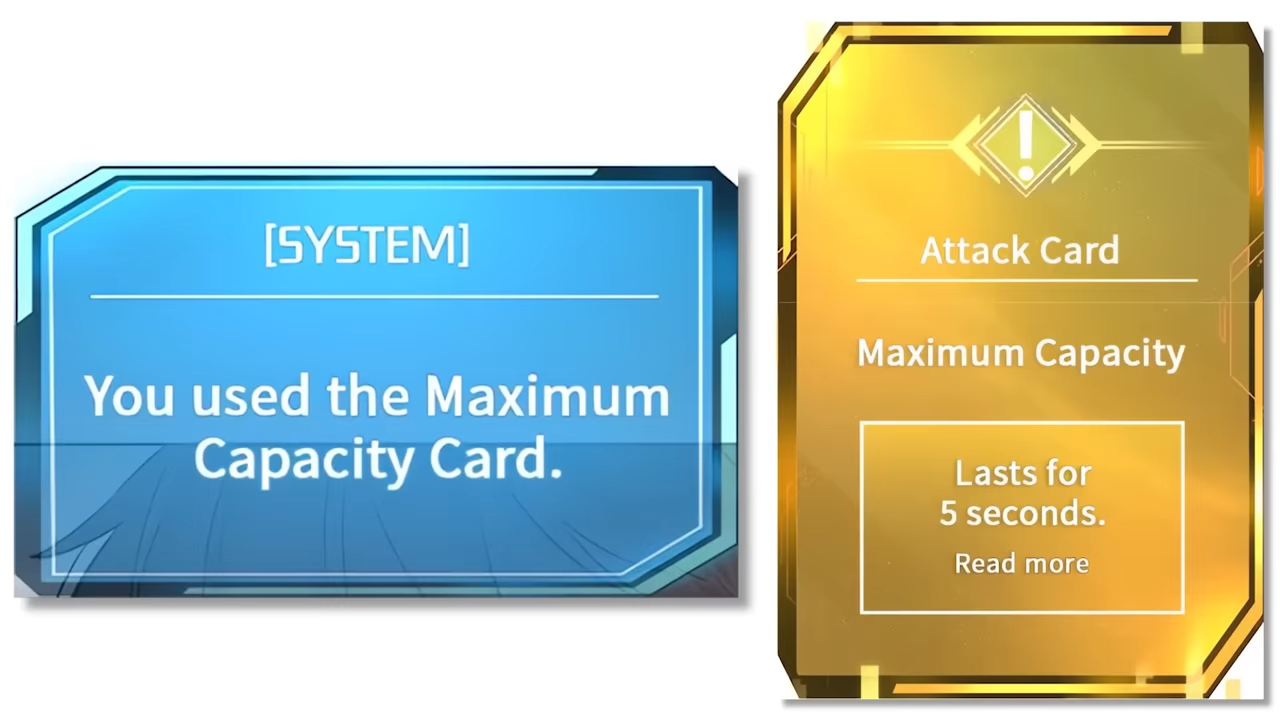 [SYSTEM]
You used the Maximum
Capacity Card.
!
Attack Card
Maximum Capacity
Lasts for
5 seconds.
Read more